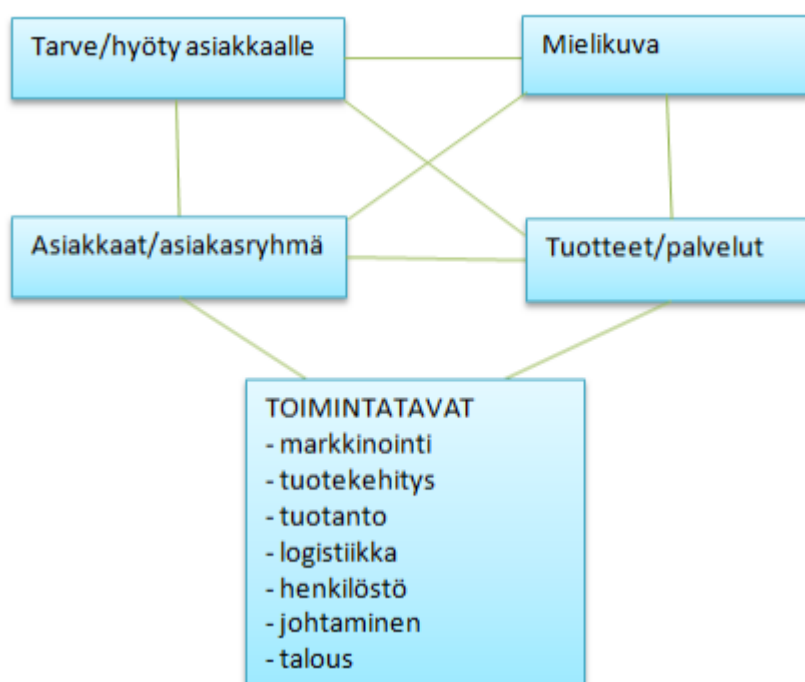 Tarve/hyöty asiakkaalle
Mielikuva
Asiakkaat/asiakasryhmä
Tuotteet/palvelut
TOIMINTATAVAT
- markkinointi
- tuotekehitys
- tuotanto
- logistiikka
- henkilöstö
- johtaminen
- talous